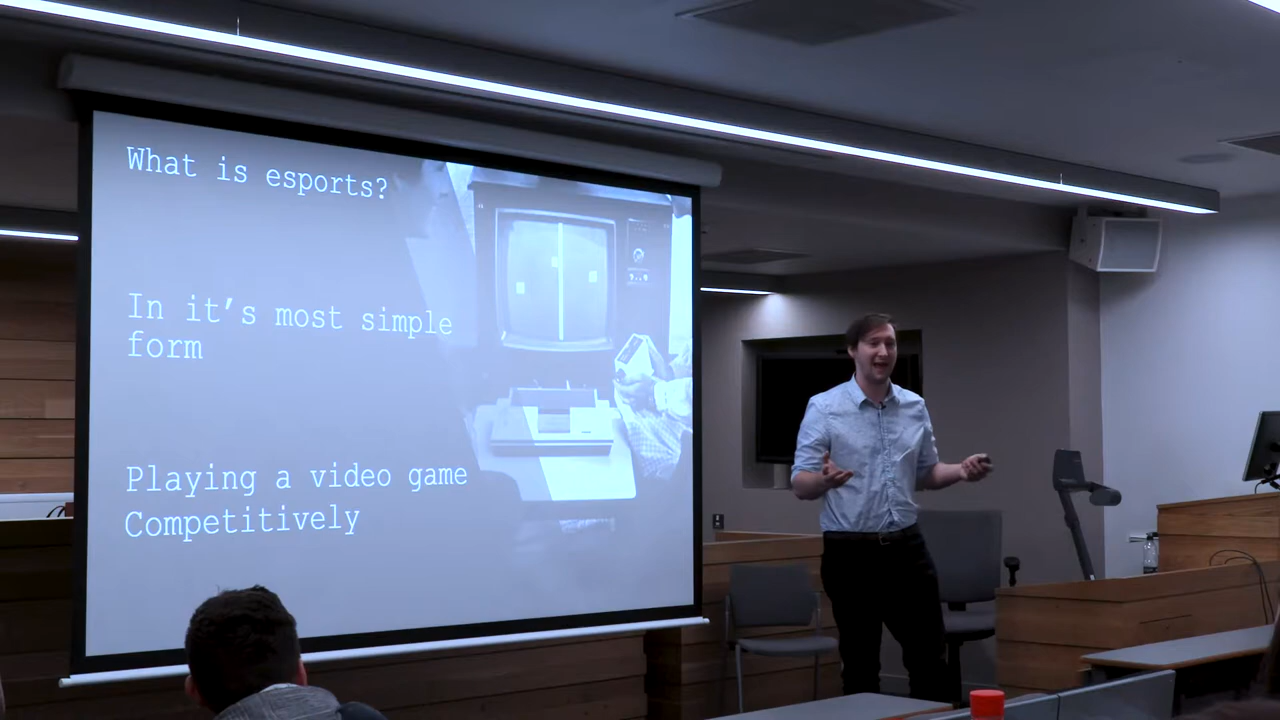 What is esports?
In it’s most simple
form
Playing a video game
Competitively